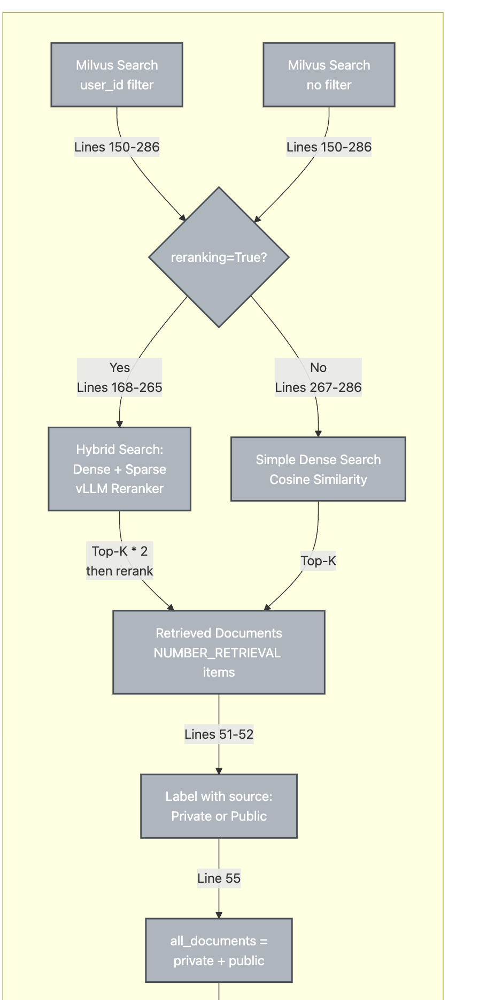 Milvus Search
user_id filter
Milvus Search
no filter
Lines 150-286
Lines 150-286
reranking=True?
Yes
Lines 168-265
No
Lines 267-286
Hybrid Search:
Dense + Sparse
vLLM Reranker
Simple Dense Search
Cosine Similarity
Top-K * 2
then rerank
Top-K
Retrieved Documents
NUMBER_RETRIEVAL
items
Lines 51-52
Label with source:
Private or Public
Line 55
all_documents =
private + public